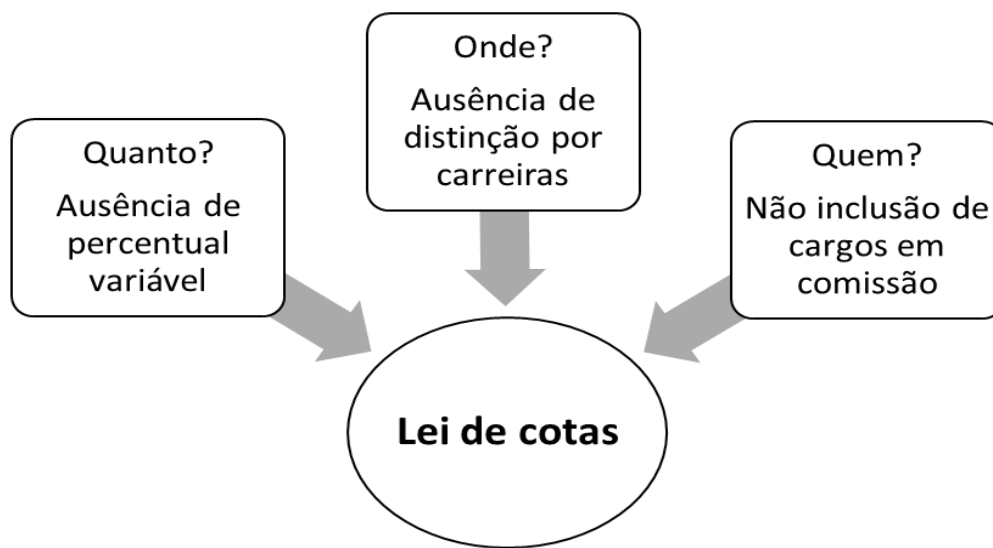 Quanto?
Ausência de
percentual
variável
Onde?
Ausência de
distinção por
carreiras
Quem?
Não inclusão de
cargos em
comissão
Lei de cotas